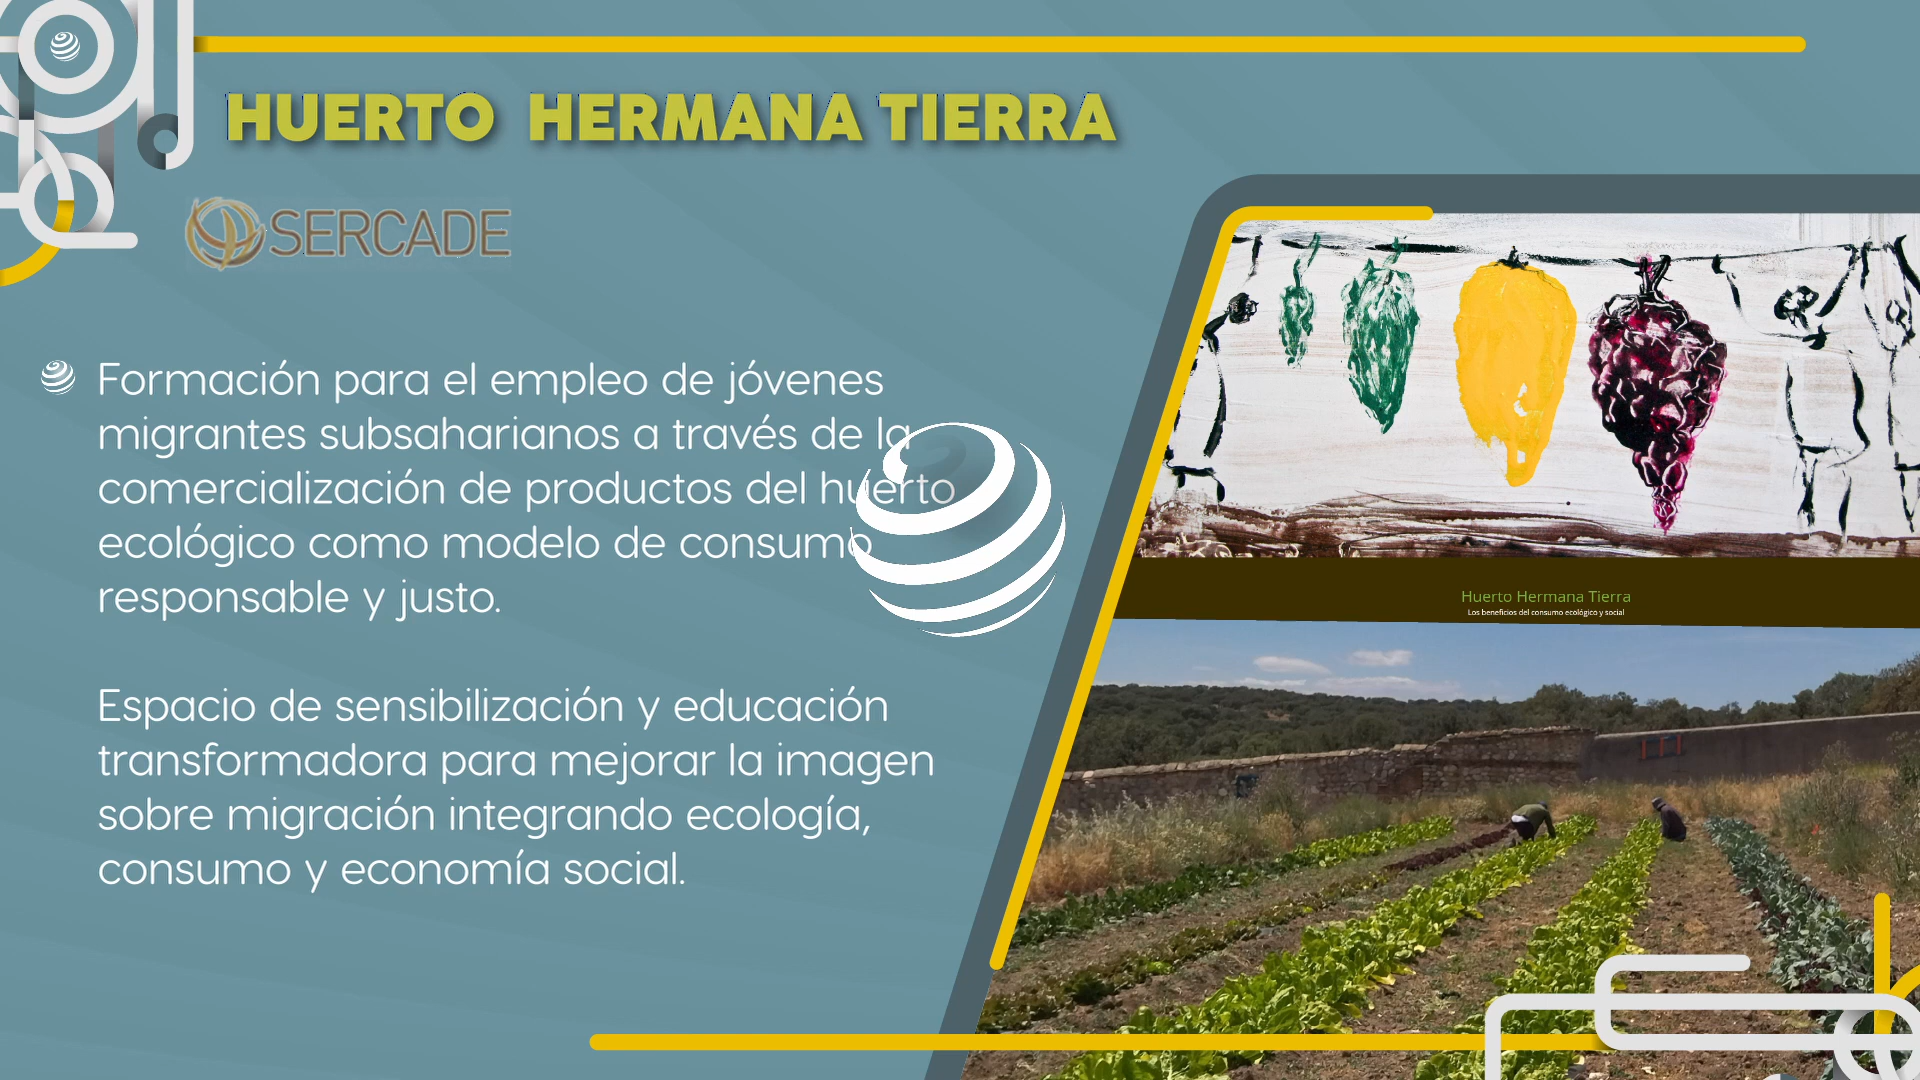 HUERTO HERMANA TIERRA
SERCADE
Formación para el empleo de jóvenes
migrantes subsaharianos a través de la
comercialización de productos del huerto
ecológico como modelo de consumo
responsable y justo.
Espacio de sensibilización y educación
transformadora para mejorar la imagen
sobre migración integrando ecología,
consumo y economía social.
Huerto Hermana Tierra
Los beneficios del consumo ecológico y social